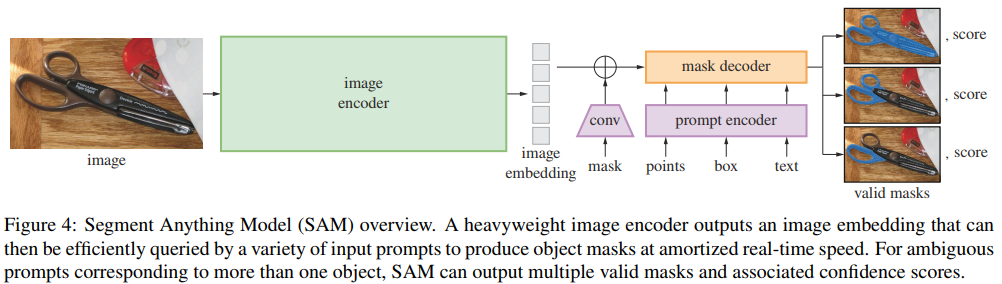 image
encoder
mask decoder
conv
prompt encoder
, score
, score
, score
image
image
embedding
mask
points
box
text
valid masks
Figure 4: Segment Anything Model (SAM) overview. A heavyweight image encoder outputs an image embedding that can
then be efficiently queried by a variety of input prompts to produce object masks at amortized real-time speed. For ambiguous
prompts corresponding to more than one object, SAM can output multiple valid masks and associated confidence scores.